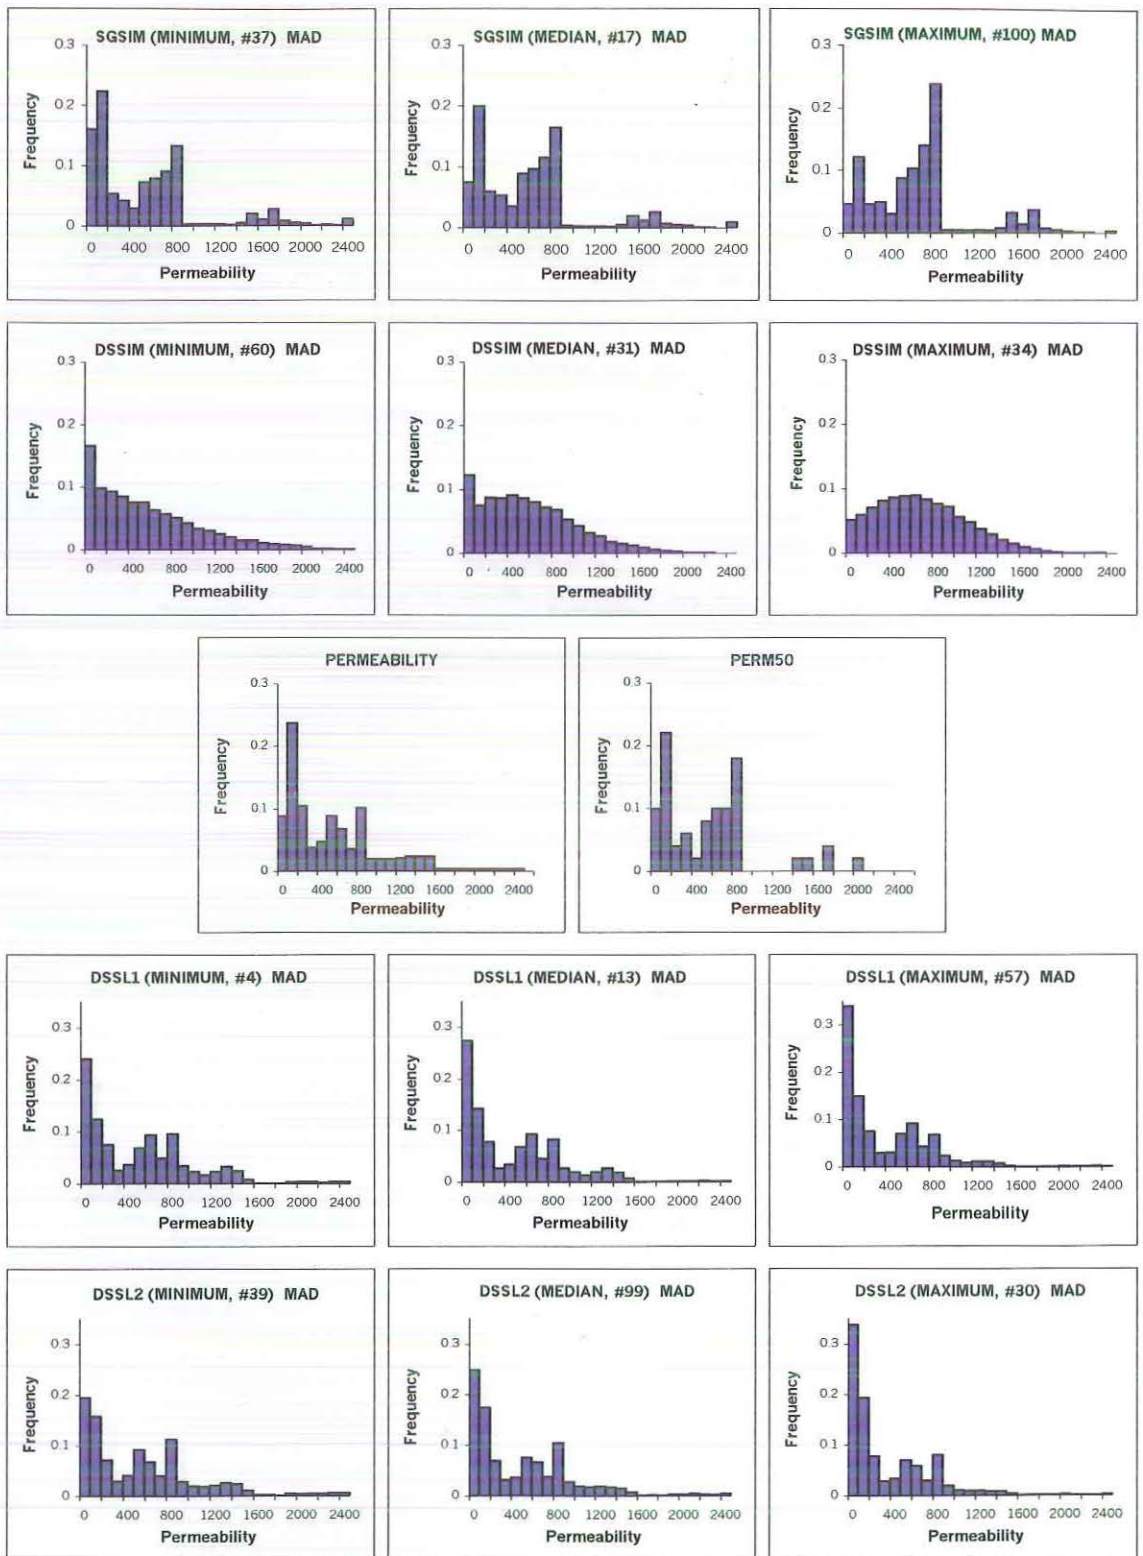 SGSIM (MINIMUM, #37) MAD
0.3
0.2
0.1
0
Frequency
0 400 800 1200 1600 2000 2400
Permeability
SGSIM (MEDIAN, #17) MAD
0.3
0.2
0.1
0
Frequency
0 400 800 1200 1600 2000 2400
Permeability
SGSIM (MAXIMUM, #100) MAD
0.3
0.2
0.1
0
Frequency
0 400 800 1200 1600 2000 2400
Permeability
DSSIM (MINIMUM, #60) MAD
0.3
0.2
0.1
0
Frequency
0 400 800 1200 1600 2000 2400
Permeability
DSSIM (MEDIAN, #31) MAD
0.3
0.2
0.1
0
Frequency
0 400 800 1200 1600 2000 2400
Permeability
DSSIM (MAXIMUM, #34) MAD
0.3
0.2
0.1
0
Frequency
0 400 800 1200 1600 2000 2400
Permeability
PERMEABILITY
0.3
0.2
0.1
0
Frequency
0 400 800 1200 1600 2000 2400
Permeability
PERM50
0.3
0.2
0.1
0
Frequency
0 400 800 1200 1600 2000 2400
Permeablity
DSSL1 (MINIMUM, #4) MAD
0.3
0.2
0.1
0
Frequency
0 400 800 1200 1600 2000 2400
Permeability
DSSL1 (MEDIAN, #13) MAD
0.3
0.2
0.1
0
Frequency
0 400 800 1200 1600 2000 2400
Permeability
DSSL1 (MAXIMUM, #57) MAD
0.3
0.2
0.1
0
Frequency
0 400 800 1200 1600 2000 2400
Permeability
DSSL2 (MINIMUM, #39) MAD
0.3
0.2
0.1
0
Frequency
0 400 800 1200 1600 2000 2400
Permeability
DSSL2 (MEDIAN, #99) MAD
0.3
0.2
0.1
0
Frequency
0 400 800 1200 1600 2000 2400
Permeability
DSSL2 (MAXIMUM, #30) MAD
0.3
0.2
0.1
0
Frequency
0 400 800 1200 1600 2000 2400
Permeability